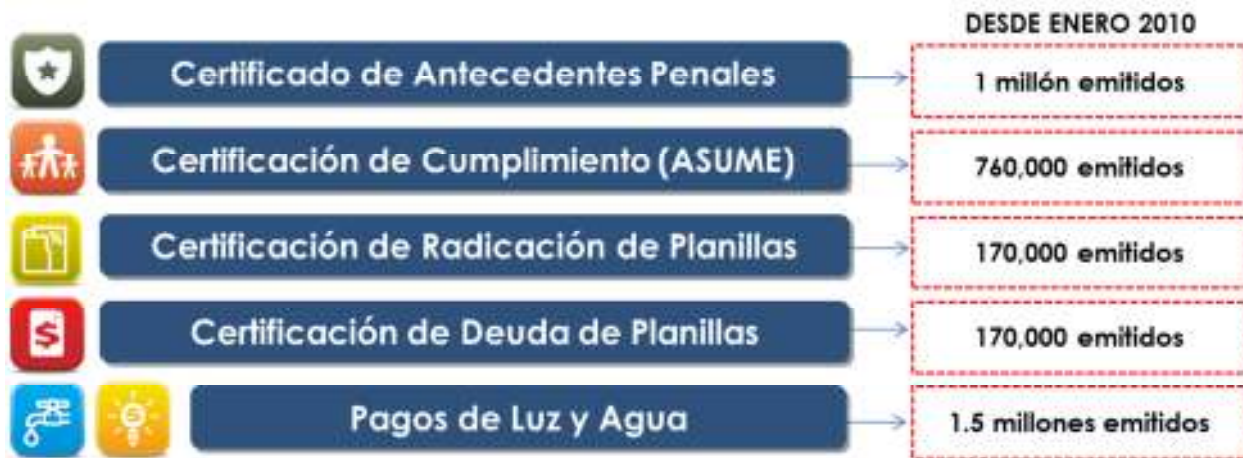 DESDE ENERO 2010
Certificado de Antecedentes Penales
1 millón emitidos
Certificación de Cumplimiento (ASUME)
760,000 emitidos
Certificación de Radicación de Planillas
170,000 emitidos
Certificación de Deuda de Planillas
170,000 emitidos
Pagos de Luz y Agua
1.5 millones emitidos